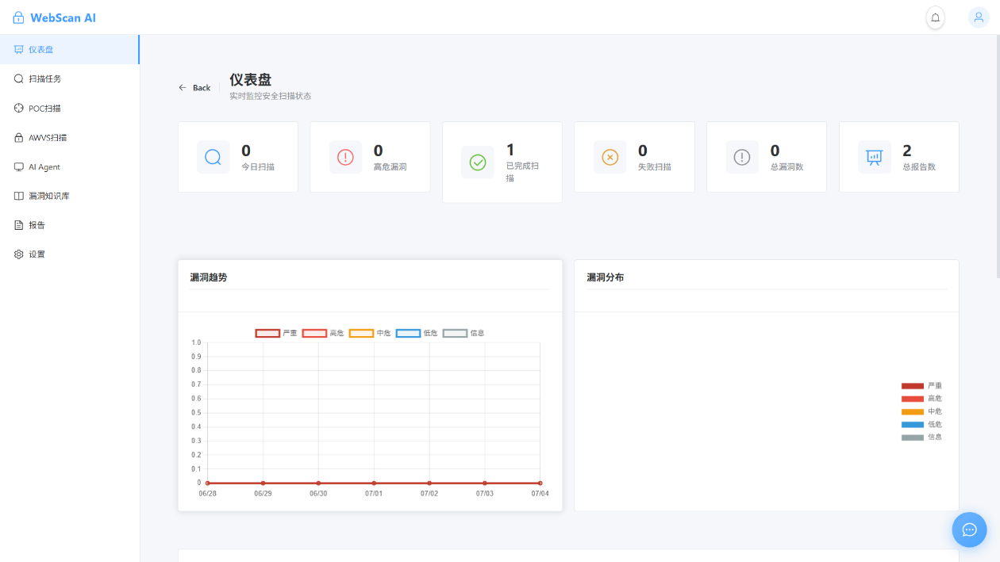 WebScan AI
仪表盘
扫描任务
POC扫描
AWVS扫描
AI Agent
漏洞知识库
报告
设置
Back
仪表盘
实时监控安全扫描状态
0
今日扫描
0
高危漏洞
1
已完成扫
描
0
失败扫描
0
总漏洞数
2
总报告数
漏洞趋势
严重 高危 中危 低危 信息
1.0
0.9
0.8
0.7
0.6
0.5
0.4
0.3
0.2
0.1
0
06/28 06/29 06/30 07/01 07/02 07/03 07/04
漏洞分布
严重
高危
中危
低危
信息